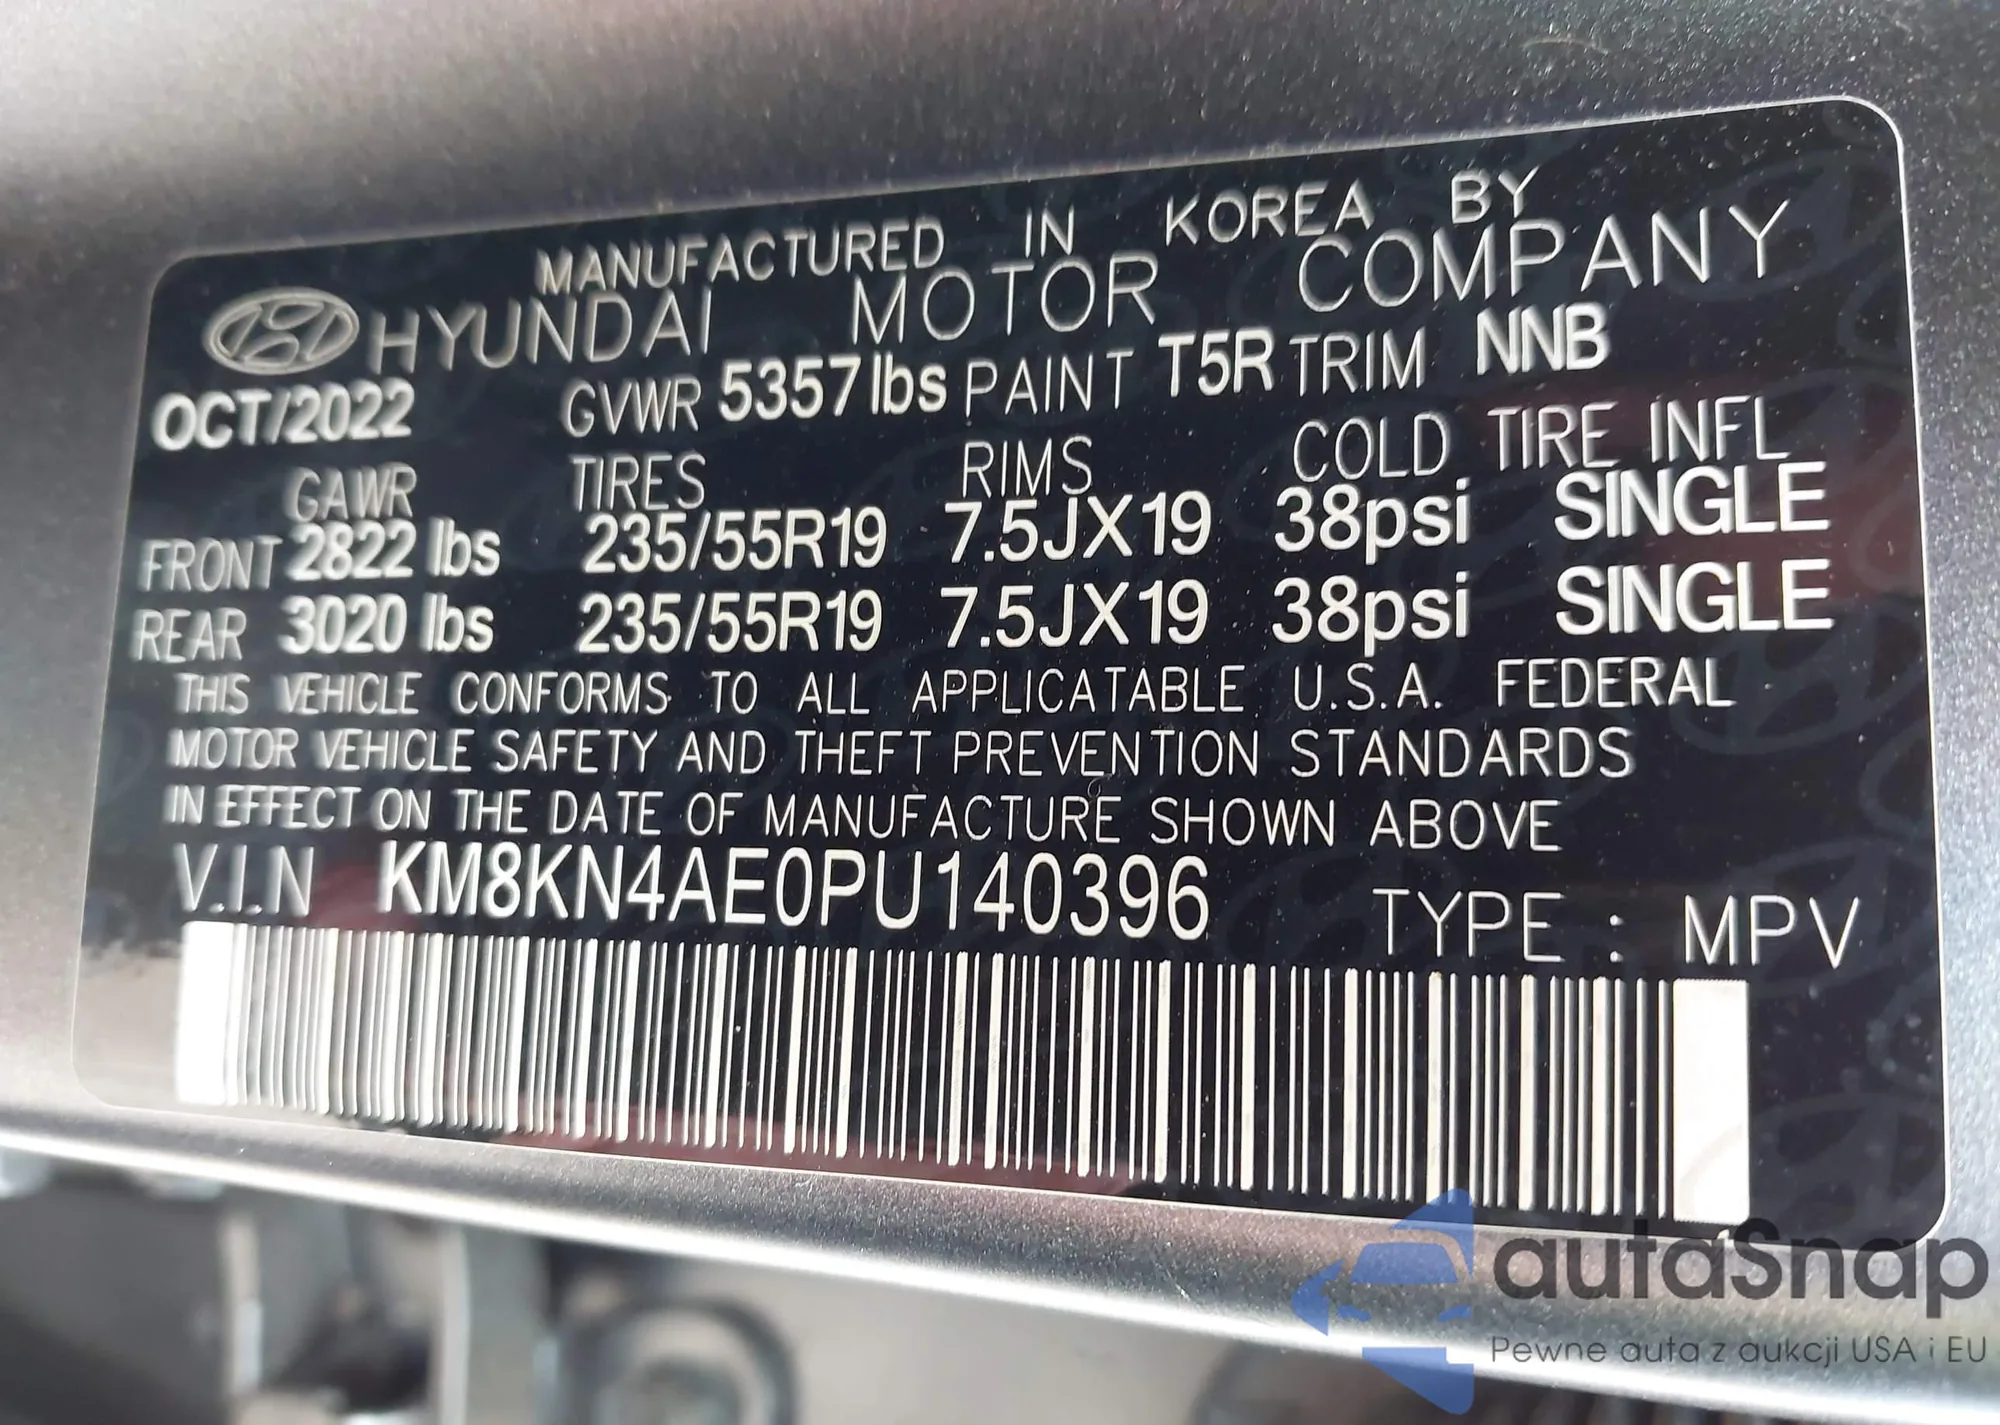 MANUFACTURED IN KOREA BY
HYUNDAI MOTOR COMPANY
OCT/2022 GVWR 5357lbs PAINT T5R TRIM NNB
GAWR TIRES RIMS COLD TIRE INFL
FRONT 2822 lbs 235/55R19 7.5JX19 38psi SINGLE
REAR 3020 lbs 235/55R19 7.5JX19 38psi SINGLE
THIS VEHICLE CONFORMS TO ALL APPLICATABLE U.S.A. FEDERAL
MOTOR VEHICLE SAFETY AND THEFT PREVENTION STANDARDS
IN EFFECT ON THE DATE OF MANUFACTURE SHOWN ABOVE
V.I.N KM8KN4AE0PU140396 TYPE : MPV
autaSnap
Pewne auta z aukcji USA i EU